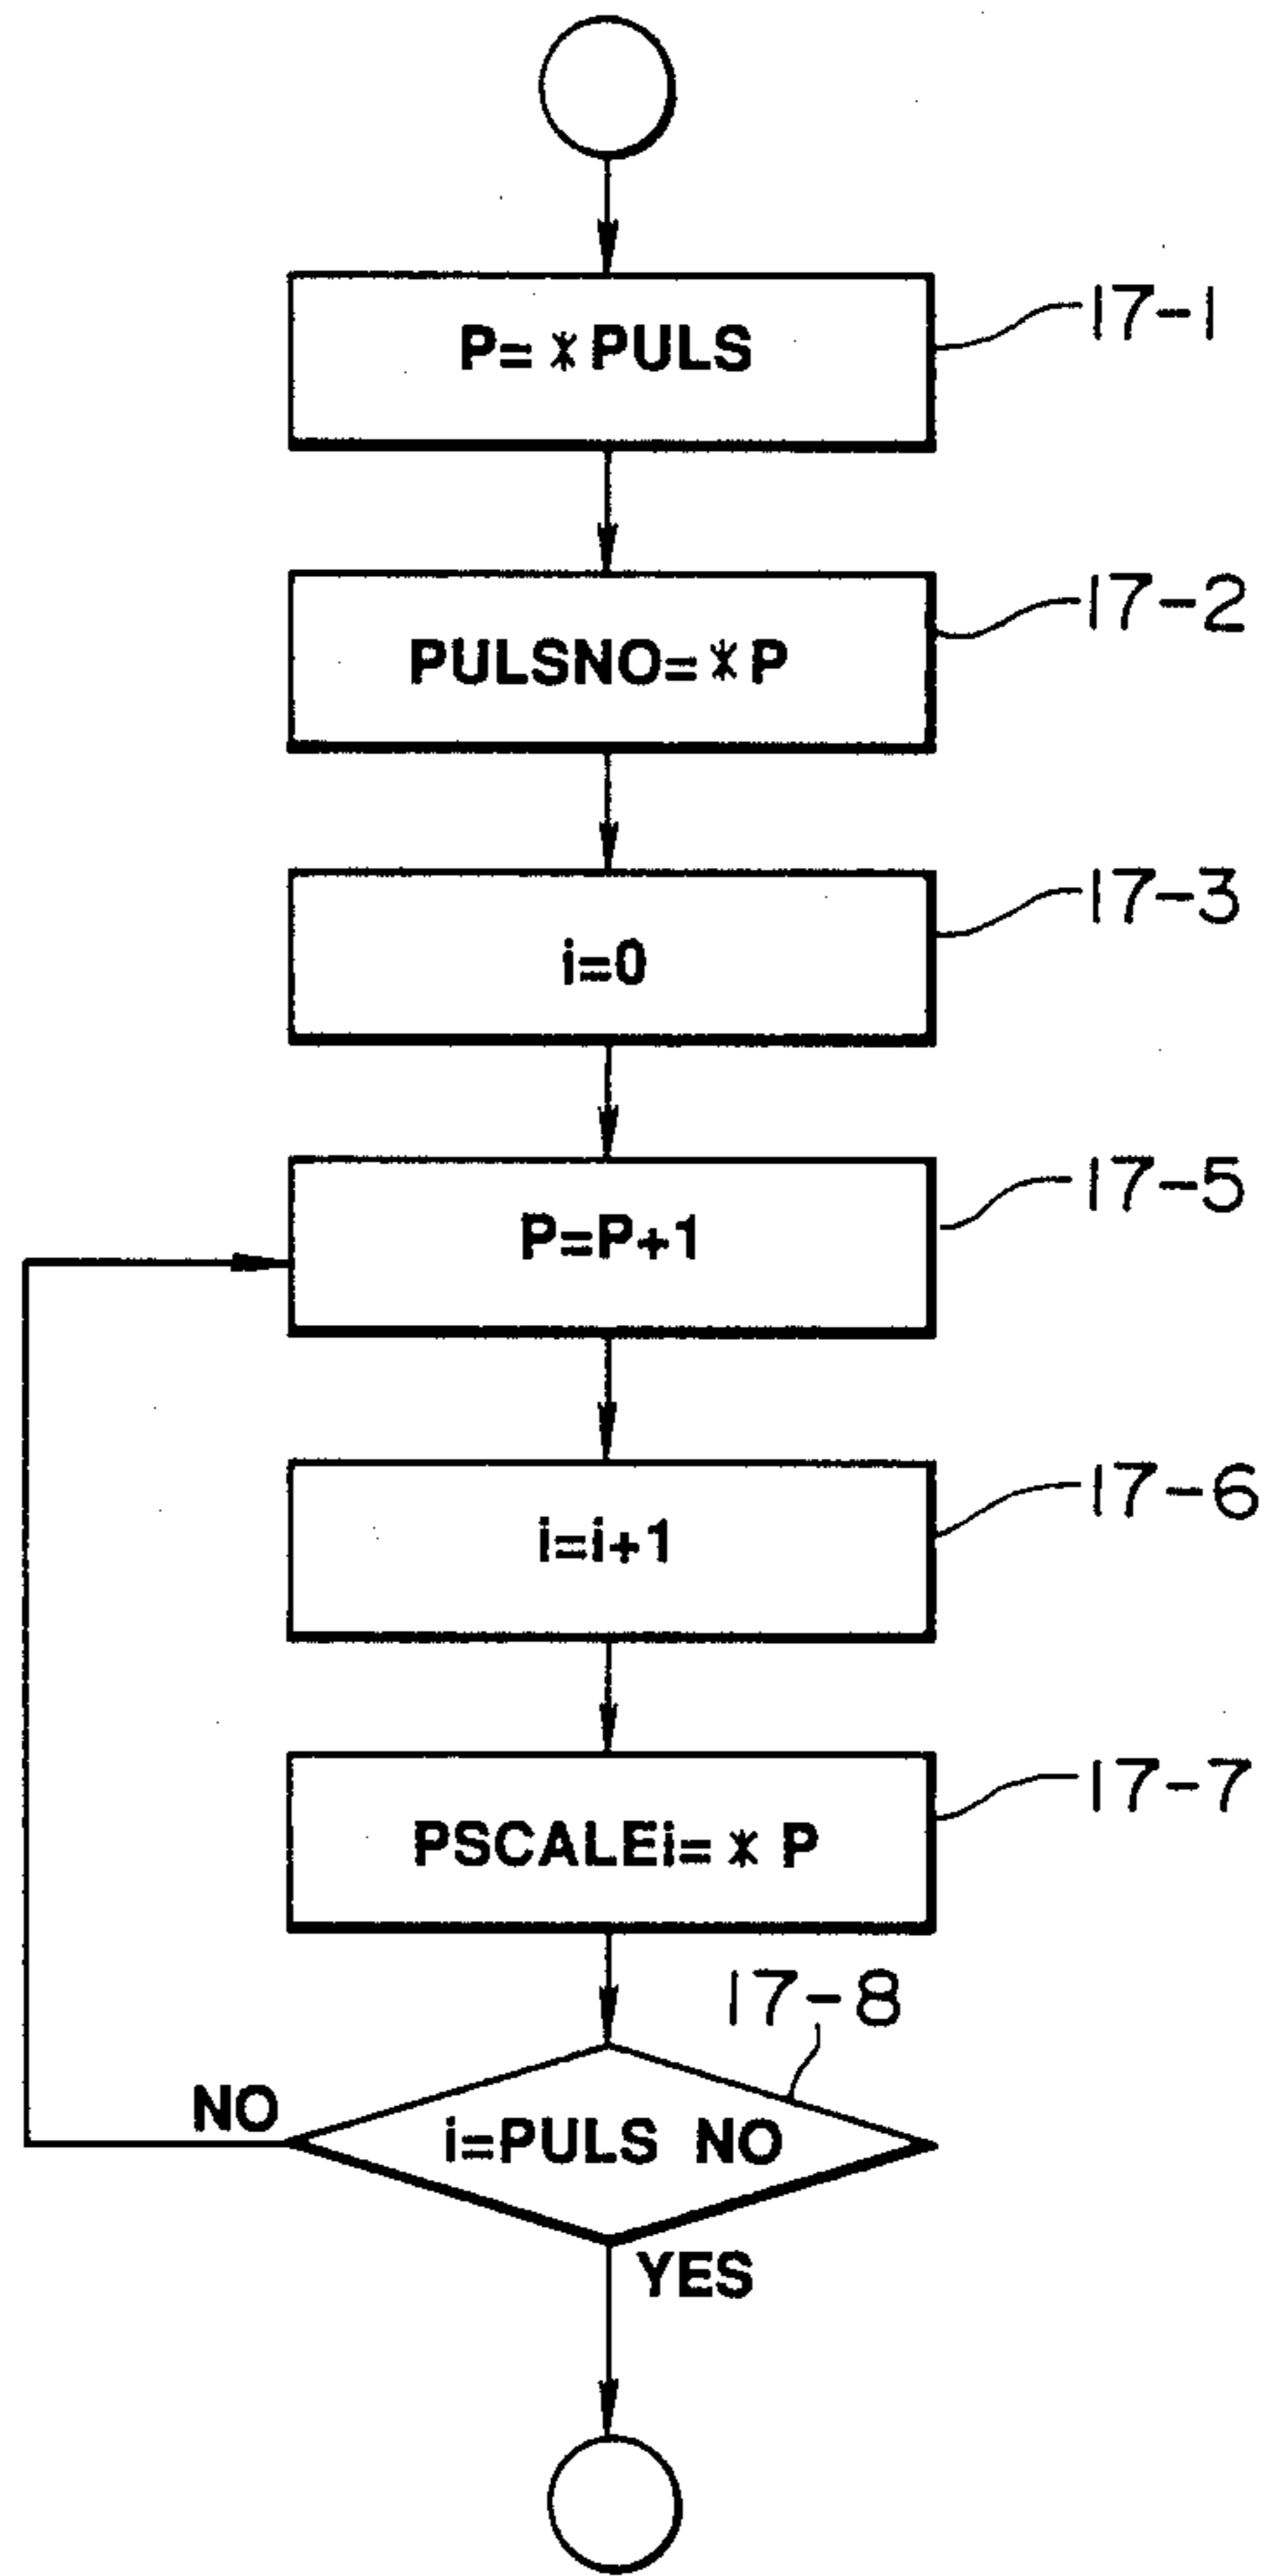 17-1
P= * PULS
17-2
PULSNO= * P
17-3
i=0
17-5
P=P+1
17-6
i=i+1
17-7
PSCALEi= * P
17-8
NO
i=PULS NO
YES